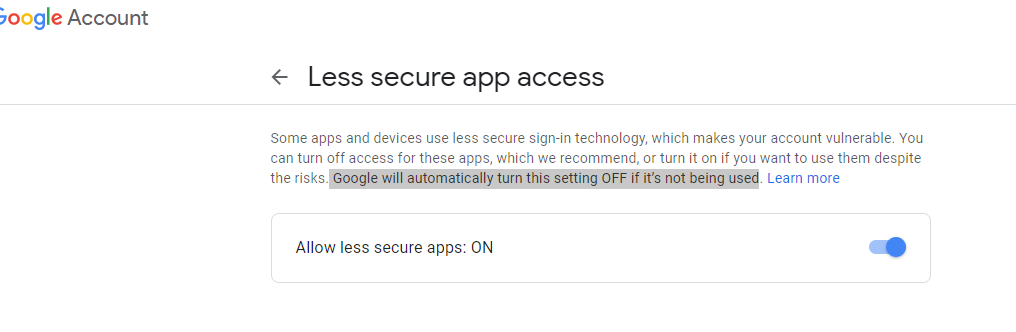 Google Account
Less secure app access
Some apps and devices use less secure sign-in technology, which makes your account vulnerable. You
can turn off access for these apps, which we recommend, or turn it on if you want to use them despite
the risks. Google will automatically turn this setting OFF if it's not being used. Learn more
Allow less secure apps: ON